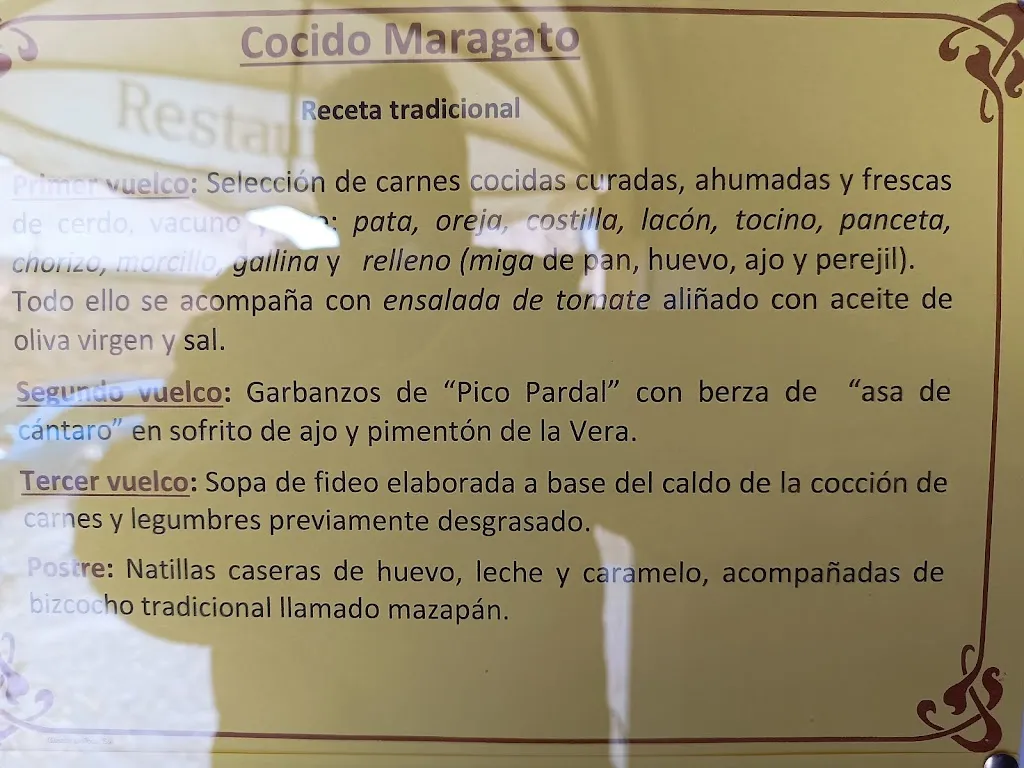 Cocido Maragato
Restau
Receta tradicional
Primer vuelco: Selección de carnes cocidas curadas, ahumadas y frescas
de cerdo, vacuno y : pata, oreja, costilla, lacón, tocino, panceta,
chorizo, morcillo, gallina y relleno (miga de pan, huevo, ajo y perejil).
Todo ello se acompaña con ensalada de tomate aliñado con aceite de
oliva virgen y sal.
Segundo vuelco: Garbanzos de “Pico Pardal” con berza de “asa de
cántaro” en sofrito de ajo y pimentón de la Vera.
Tercer vuelco: Sopa de fideo elaborada a base del caldo de la cocción de
carnes y legumbres previamente desgrasado.
Postre: Natillas caseras de huevo, leche y caramelo, acompañadas de
bizcocho tradicional llamado mazapán.